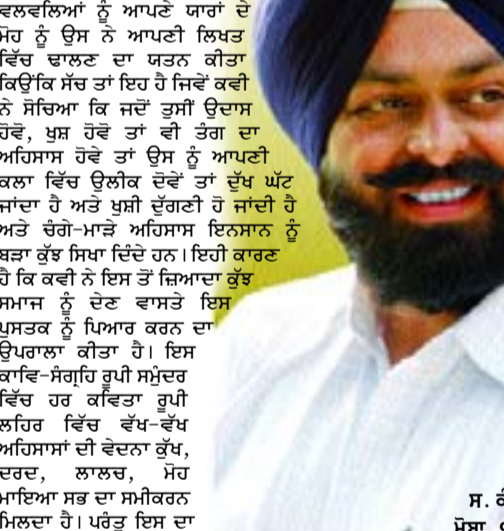 ਵਲਵਲਿਆਂ ਨੂੰ ਆਪਣੇ ਯਾਰਾਂ ਦੇ
ਮੋਹ ਨੂੰ ਉਸ ਨੇ ਆਪਣੀ ਲਿਖਤ
ਵਿੱਚ ਢਾਲਣ ਦਾ ਯਤਨ ਕੀਤਾ
ਕਿਉਂਕਿ ਸੱਚ ਤਾਂ ਇਹ ਹੈ ਜਿਵੇਂ ਕਵੀ
ਨੇ ਸੋਚਿਆ ਕਿ ਜਦੋਂ ਤੁਸੀਂ ਉਦਾਸ
ਹੋਵੋ, ਖੁਸ਼ ਹੋਵੋ ਤਾਂ ਵੀ ਤੰਗ ਦਾ
ਅਹਿਸਾਸ ਹੋਵੇ ਤਾਂ ਉਸ ਨੂੰ ਆਪਣੀ
ਕਲਾ ਵਿੱਚ ਉਲੀਕ ਦੇਵੋਂ ਤਾਂ ਦੁੱਖ ਘੱਟ
ਜਾਂਦਾ ਹੈ ਅਤੇ ਖੁਸ਼ੀ ਦੁੱਗਣੀ ਹੋ ਜਾਂਦੀ ਹੈ
ਅਤੇ ਚੰਗੇ-ਮਾੜੇ ਅਹਿਸਾਸ ਇਨਸਾਨ ਨੂੰ
ਬੜਾ ਕੁੱਝ ਸਿਖਾ ਦਿੰਦੇ ਹਨ। ਇਹੀ ਕਾਰਣ
ਹੈ ਕਿ ਕਵੀ ਨੇ ਇਸ ਤੋਂ ਜ਼ਿਆਦਾ ਕੁੱਝ
ਸਮਾਜ ਨੂੰ ਦੇਣ ਵਾਸਤੇ ਇਸ
ਪੁਸਤਕ ਨੂੰ ਪਿਆਰ ਕਰਨ ਦਾ
ਉਪਰਾਲਾ ਕੀਤਾ ਹੈ। ਇਸ
ਕਾਵਿ-ਸੰਗ੍ਰਹਿ ਰੂਪੀ ਸਮੁੰਦਰ
ਵਿੱਚ ਹਰ ਕਵਿਤਾ ਰੂਪੀ
ਲਹਿਰ ਵਿੱਚ ਵੱਖ-ਵੱਖ
ਅਹਿਸਾਸਾਂ ਦੀ ਵੇਦਨਾ ਕੁੱਖ,
ਦਰਦ, ਲਾਲਚ, ਮੋਹ
ਮਾਇਆ ਸਭ ਦਾ ਸਮੀਕਰਨ
ਮਿਲਦਾ ਹੈ। ਪਰੰਤੂ ਇਸ ਦਾ
ਸ.